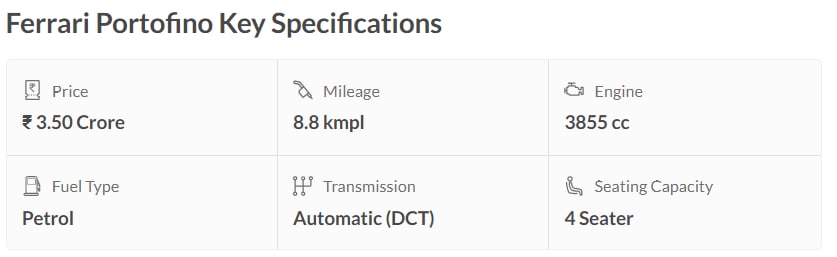 Ferrari Portofino Key Specifications
Price
₹ 3.50 Crore
Mileage
8.8 kmpl
Engine
3855 cc
Fuel Type
Petrol
Transmission
Automatic (DCT)
Seating Capacity
4 Seater